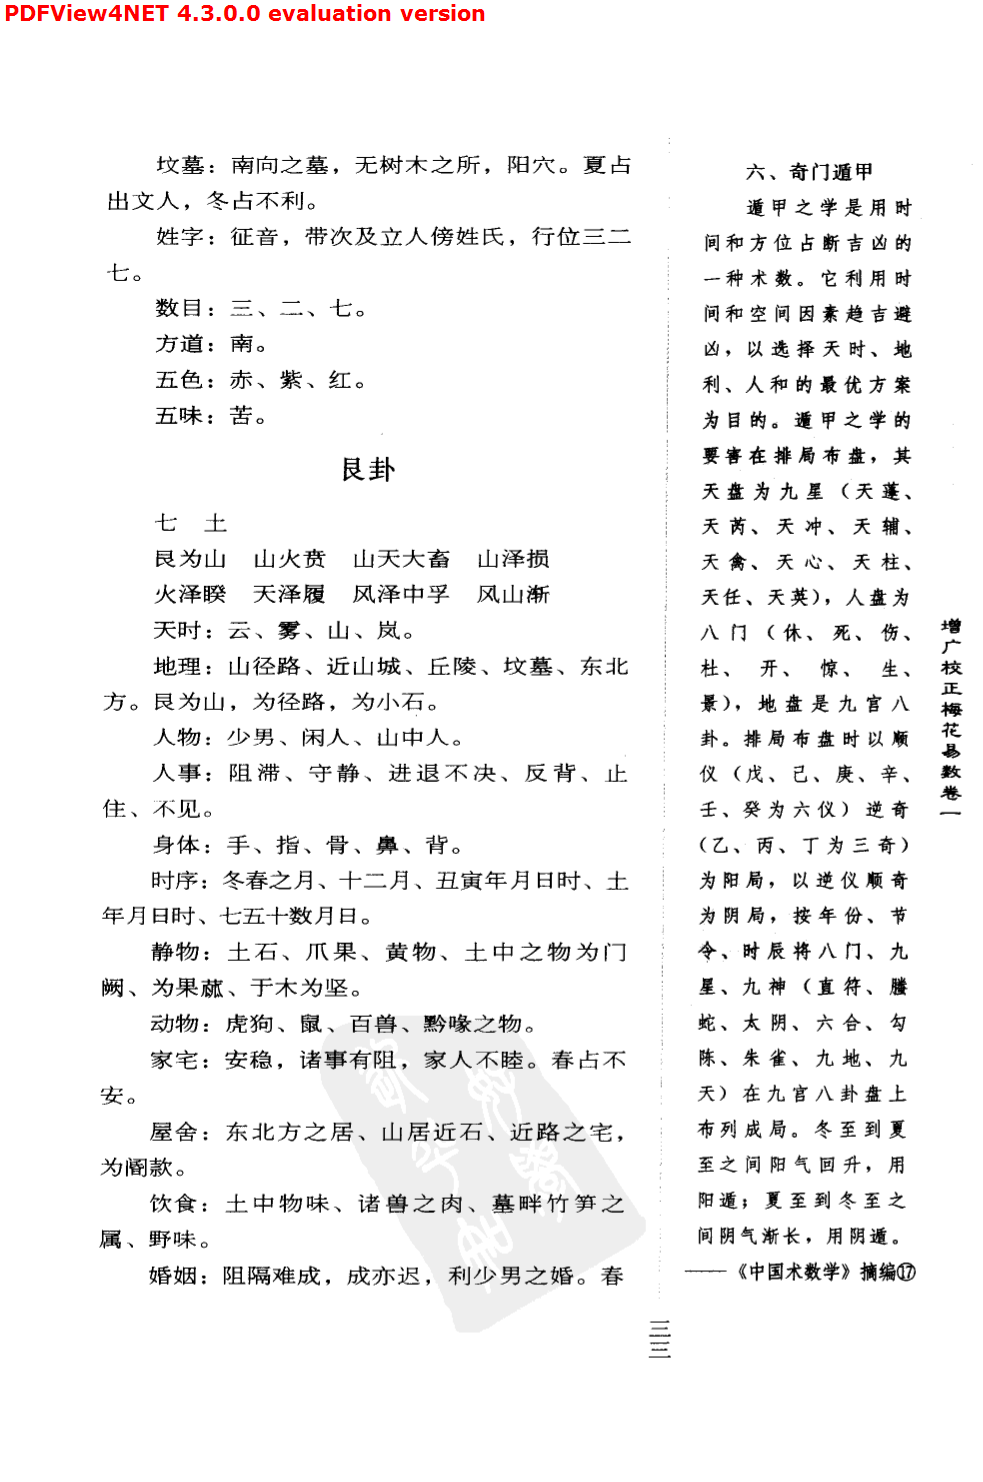 PDFView4NET 4.3.0.0 evaluation version
坟墓：南向之墓，无树木之所，阳穴。夏占
出文人，冬占不利。
姓字：征音，带次及立人傍姓氏，行位三二
七。
数目：三、二、七。
方道：南。
五色：赤、紫、红。
五味：苦。
艮卦
七　土
艮为山　山火贲　山天大畜　山泽损
火泽睽　天泽履　风泽中孚　风山渐
天时：云、雾、山、岚。
地理：山径路、近山城、丘陵、坟墓、东北
方。艮为山，为径路，为小石。
人物：少男、闲人、山中人。
人事：阻滞、守静、进退不决、反背、止
住、不见。
身体：手、指、骨、鼻、背。
时序：冬春之月、十二月、丑寅年月日时、土
年月日时、七五十数月日。
静物：土石、爪果、黄物、土中之物为门
阙、为果蓏、于木为坚。
动物：虎狗、鼠、百兽、黔喙之物。
家宅：安稳，诸事有阻，家人不睦。春占不
安。
屋舍：东北方之居、山居近石、近路之宅，
为阁款。
饮食：土中物味、诸兽之肉、墓畔竹笋之
属、野味。
婚姻：阻隔难成，成亦迟，利少男之婚。春
六、奇门遁甲
遁甲之学是用时
间和方位占断吉凶的
一种术数。它利用时
间和空间因素趋吉避
凶，以选择天时、地
利、人和的最优方案
为目的。遁甲之学的
要害在排局布盘，其
天盘为九星（天蓬、
天芮、天冲、天辅、
天禽、天心、天柱、
天任、天英），人盘为
八门（休、死、伤、
杜、开、惊、生、
景），地盘是九宫八
卦。排局布盘时以顺
仪（戊、己、庚、辛、
壬、癸为六仪）逆奇
（乙、丙、丁为三奇）
为阳局，以逆仪顺奇
为阴局，按年份、节
令、时辰将八门、九
星、九神（直符、螣
蛇、太阴、六合、勾
陈、朱雀、九地、九
天）在九宫八卦盘上
布列成局。冬至到夏
至之间阳气回升，用
阳遁；夏至到冬至之
间阴气渐长，用阴遁。
——《中国术数学》摘编⑰
增广校正梅花易数卷一
三三